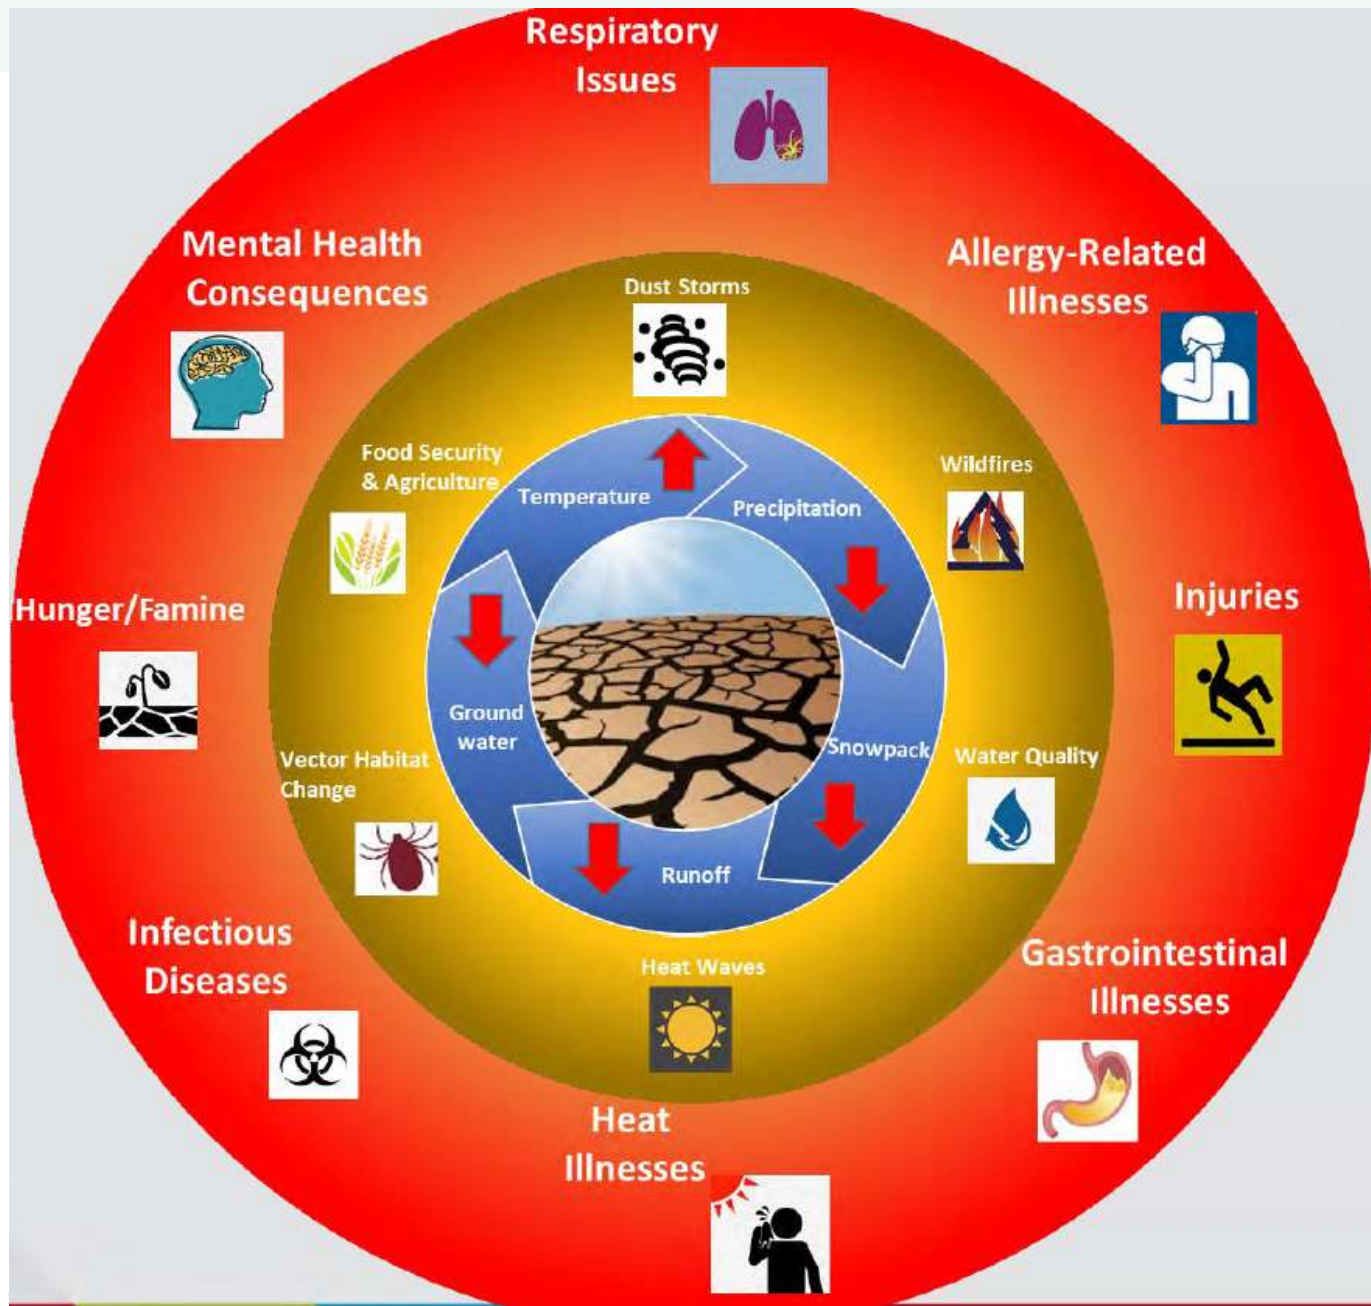 Respiratory
Issues
Mental Health
Consequences
Allergy-Related
Illnesses
Dust Storms
Food Security
& Agriculture
Wildfires
Temperature
Precipitation
Hunger/Famine
Injuries
Ground
water
Snowpack
Water Quality
Vector Habitat
Change
Runoff
Infectious
Diseases
Heat Waves
Gastrointestinal
Illnesses
Heat
Illnesses